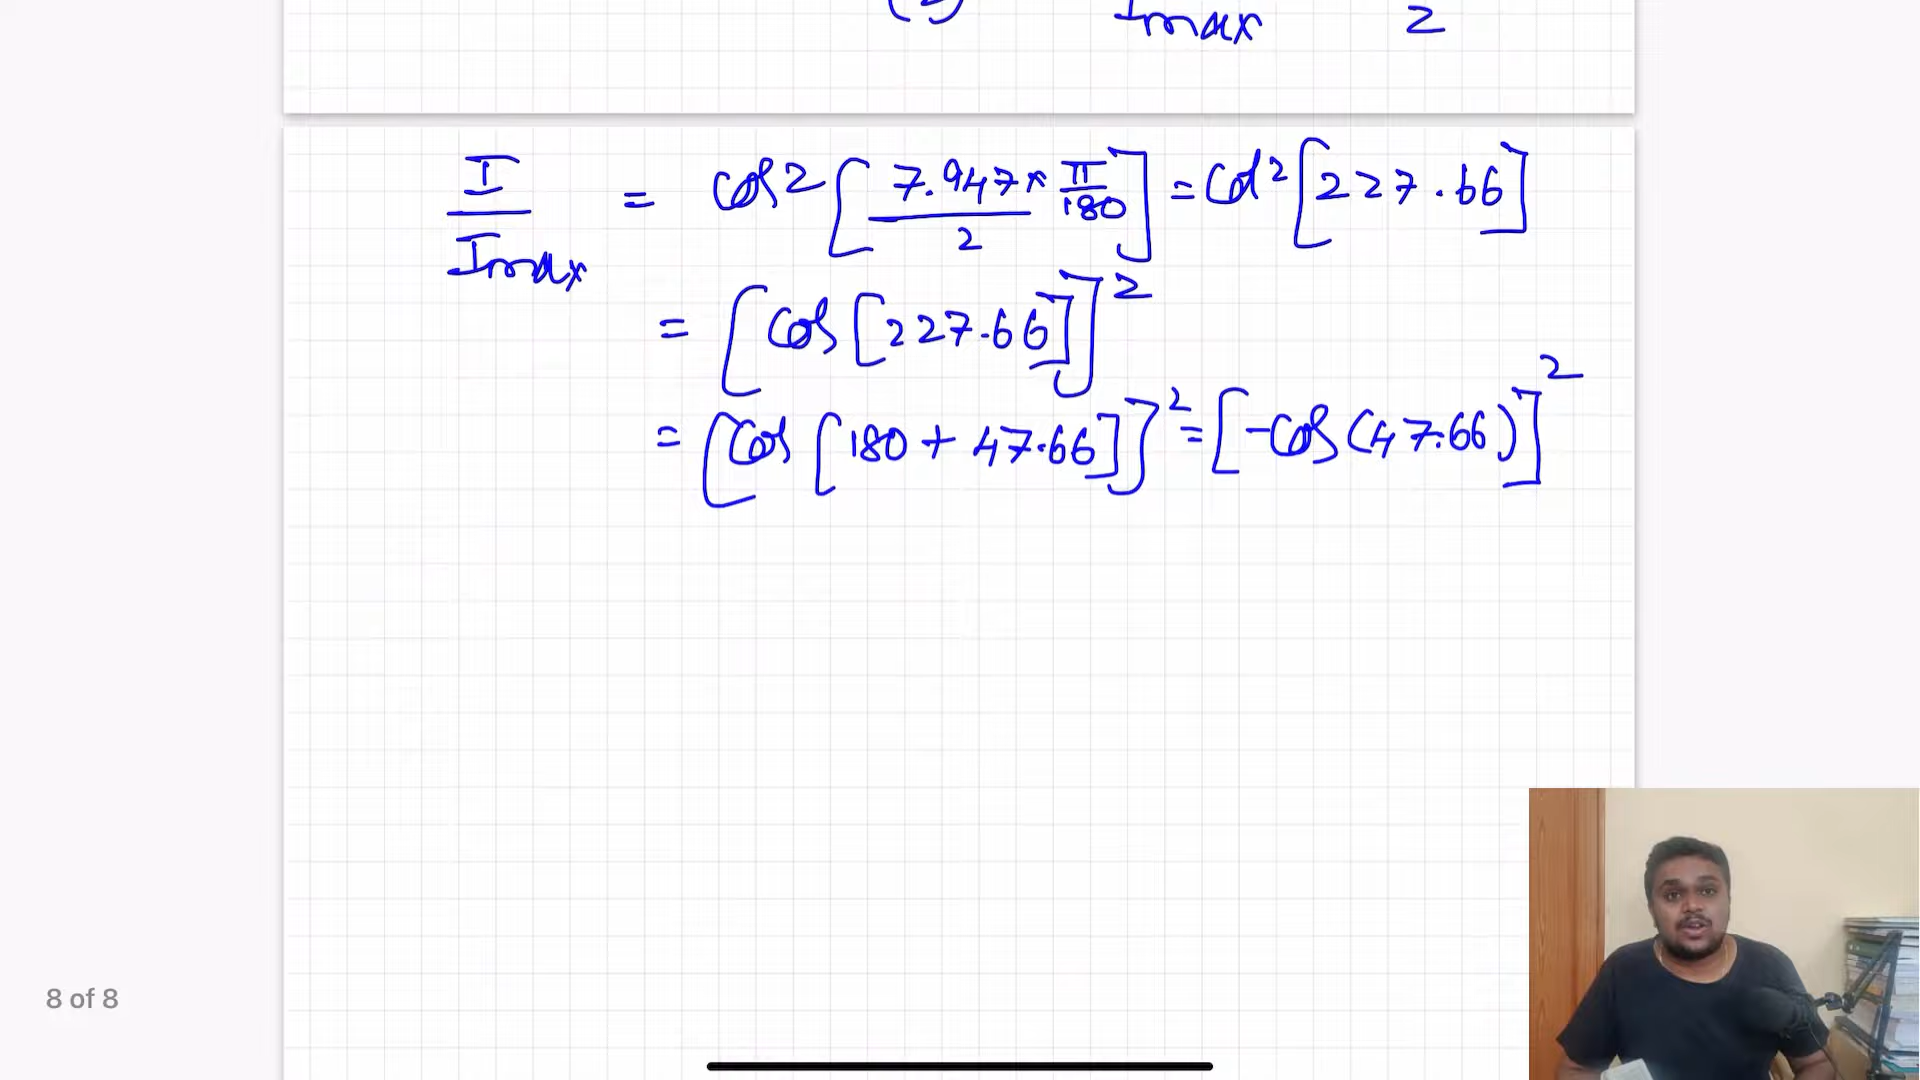 (2) Imax 2
I/Imax = cos2 [7.947 × π/180 / 2] = cos² [227.66]
= [cos [227.66]]²
= [cos [180 + 47.66]]² = [-cos (47.66)]²
8 of 8